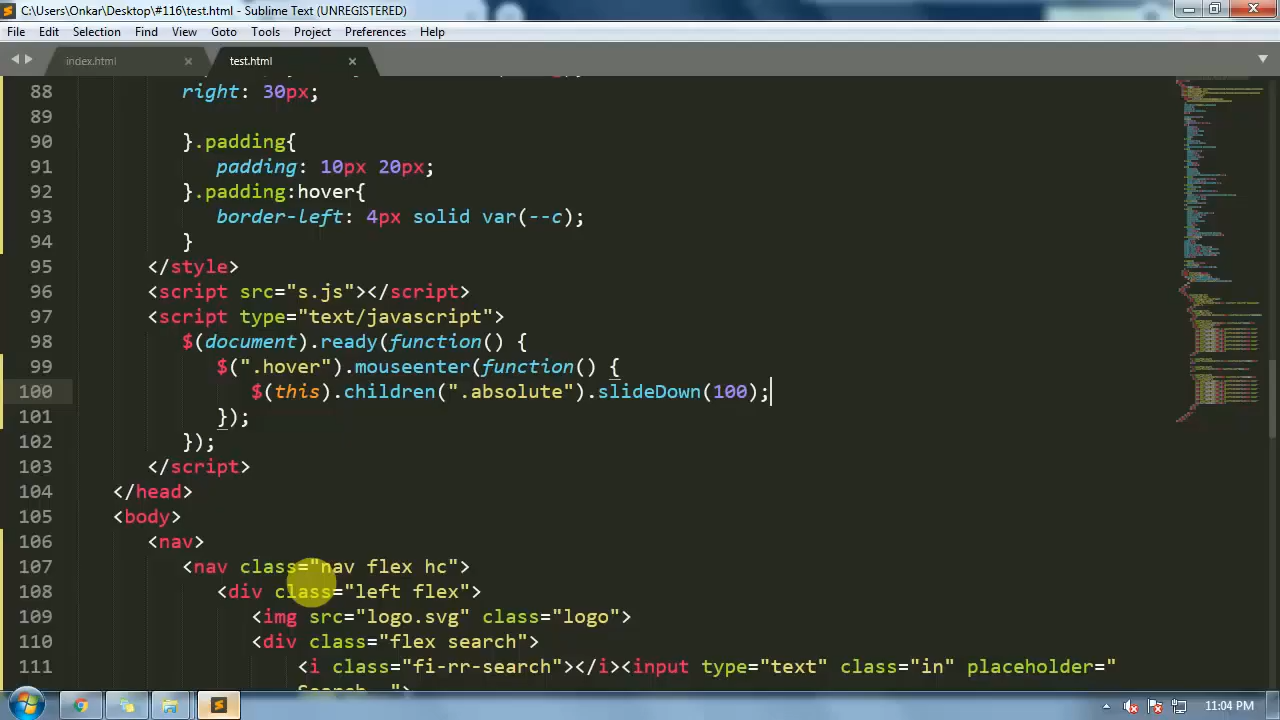 C:\Users\Onkar\Desktop\#116\test.html - Sublime Text (UNREGISTERED)
File Edit Selection Find View Goto Tools Project Preferences Help
index.html test.html
88 right: 30px;
89
90 }.padding{
91 padding: 10px 20px;
92 }.padding:hover{
93 border-left: 4px solid var(--c);
94 }
95 </style>
96 <script src="s.js"></script>
97 <script type="text/javascript">
98 $(document).ready(function() {
99 $(".hover").mouseenter(function() {
100 $(this).children(".absolute").slideDown(100);
101 });
102 });
103 </script>
104 </head>
105 <body>
106 <nav>
107 <nav class="nav flex hc">
108 <div class="left flex">
109 <img src="logo.svg" class="logo">
110 <div class="flex search">
111 <i class="fi-rr-search"></i><input type="text" class="in" placeholder="
11:04 PM